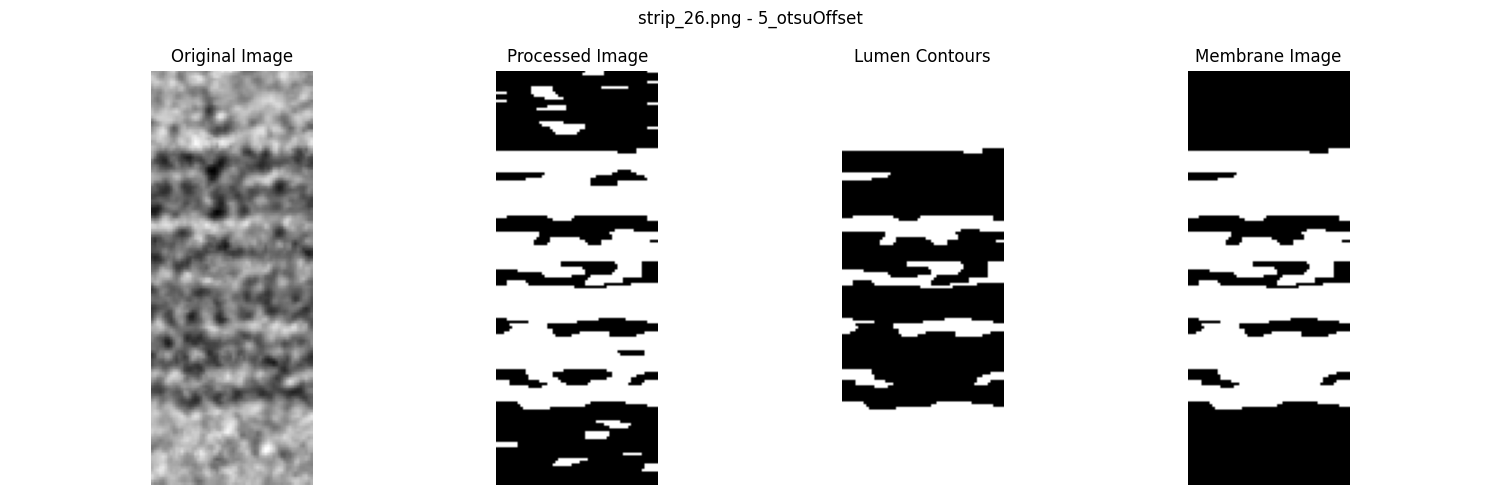 strip_26.png - 5_otsuOffset
Original Image
Processed Image
Lumen Contours
Membrane Image